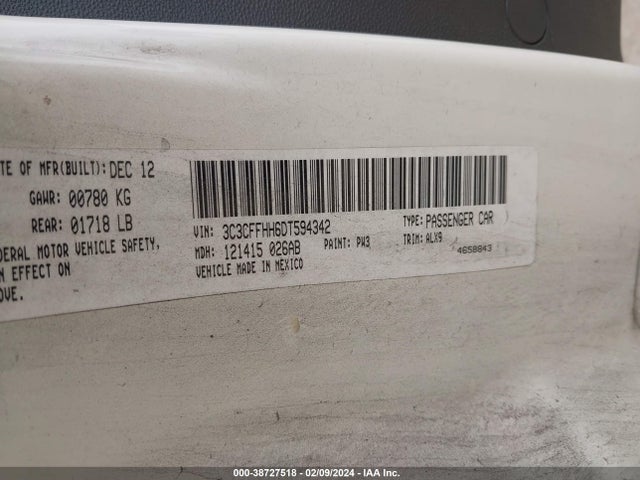 TE OF MFR(BUILT): DEC 12
GAWR: 00780 KG
REAR: 01718 LB
DERAL MOTOR VEHICLE SAFETY,
N EFFECT ON
OVE.
VIN: 3C3CFFHH6DT594342
TYPE: PASSENGER CAR
MDH: 121415 026AB
PAINT: PW3
TRIM: ALX9
VEHICLE MADE IN MEXICO
4658843
000-38727518 - 02/09/2024 - IAA Inc.